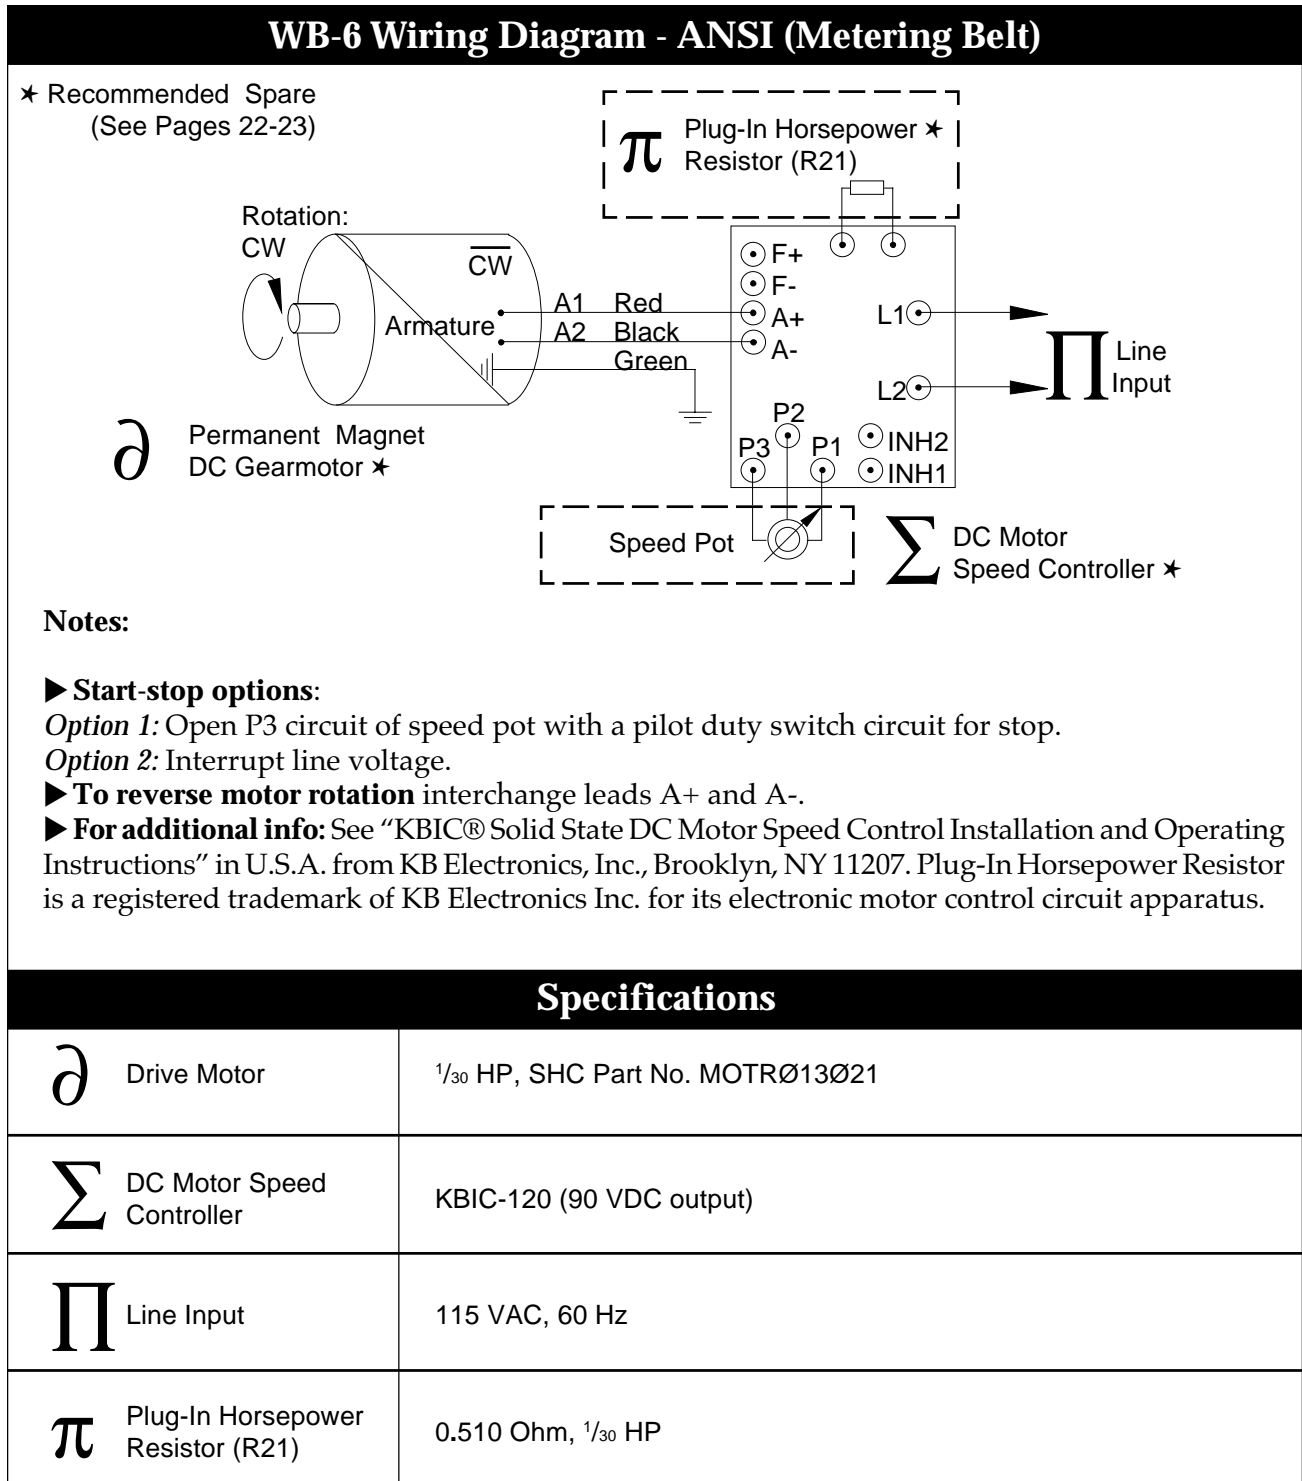 WB-6 Wiring Diagram - ANSI (Metering Belt)
★ Recommended Spare
(See Pages 22-23)
π Plug-In Horsepower ★
Resistor (R21)
Rotation:
CW
C̅W̅
Armature
A1 Red
A2 Black
Green
F+
F-
A+
A-
L1
L2
∏ Line
Input
P2
P3
P1
INH2
INH1
∂ Permanent Magnet
DC Gearmotor ★
Speed Pot
∑ DC Motor
Speed Controller ★
Notes:
▶ Start-stop options:
Option 1: Open P3 circuit of speed pot with a pilot duty switch circuit for stop.
Option 2: Interrupt line voltage.
▶ To reverse motor rotation interchange leads A+ and A-.
▶ For additional info: See “KBIC® Solid State DC Motor Speed Control Installation and Operating
Instructions” in U.S.A. from KB Electronics, Inc., Brooklyn, NY 11207. Plug-In Horsepower Resistor
is a registered trademark of KB Electronics Inc. for its electronic motor control circuit apparatus.
Specifications
∂ Drive Motor 1/30 HP, SHC Part No. MOTRØ13Ø21
∑ DC Motor Speed
Controller KBIC-120 (90 VDC output)
∏ Line Input 115 VAC, 60 Hz
π Plug-In Horsepower
Resistor (R21) 0.510 Ohm, 1/30 HP